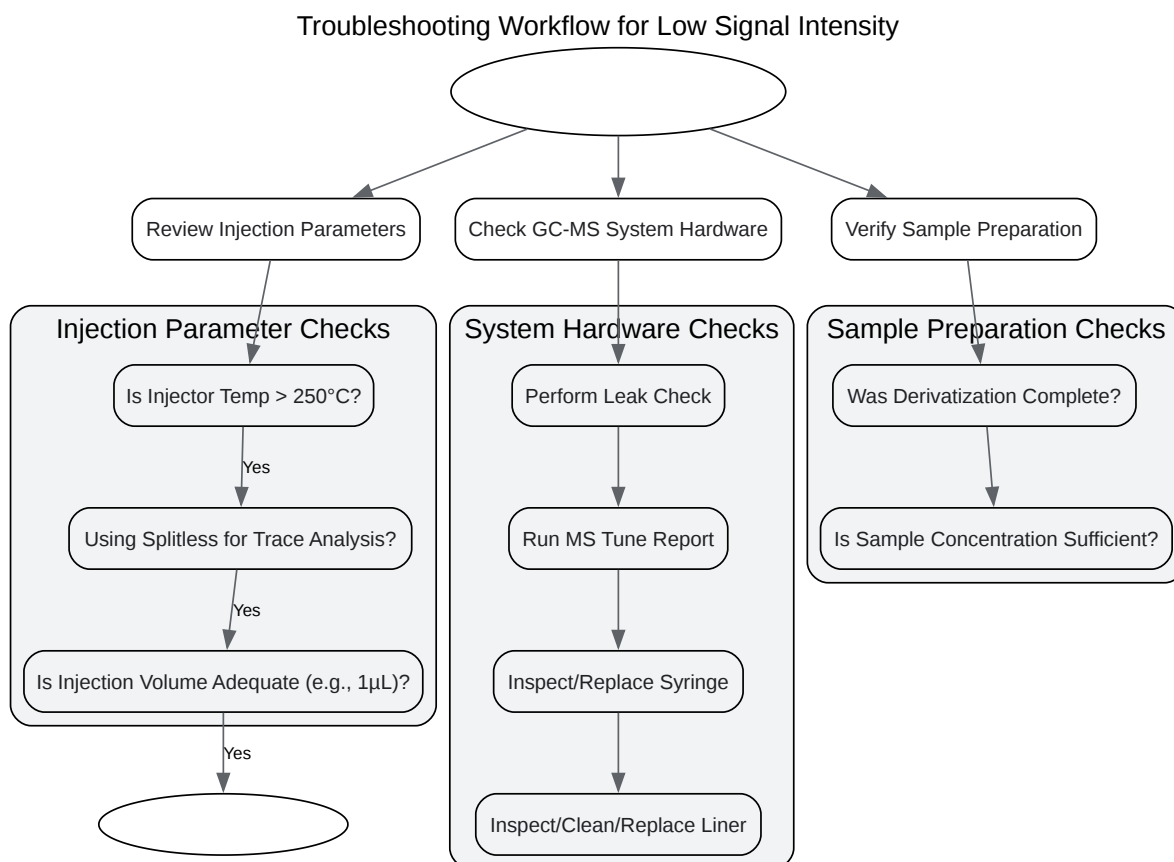 Troubleshooting Workflow for Low Signal Intensity
Review Injection Parameters
Check GC-MS System Hardware
Verify Sample Preparation
Injection Parameter Checks
System Hardware Checks
Sample Preparation Checks
Is Injector Temp > 250°C?
Perform Leak Check
Was Derivatization Complete?
Yes
Using Splitless for Trace Analysis?
Run MS Tune Report
Is Sample Concentration Sufficient?
Yes
Is Injection Volume Adequate (e.g., 1µL)?
Inspect/Replace Syringe
Yes
Inspect/Clean/Replace Liner